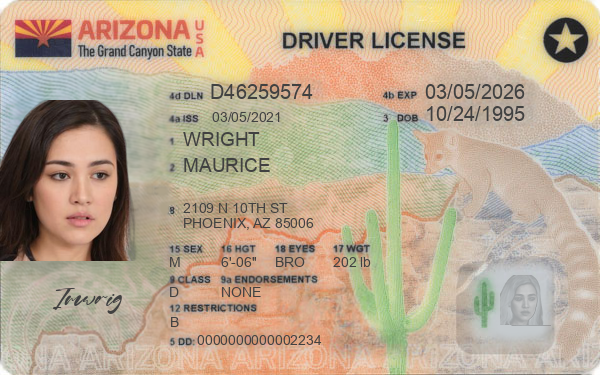 ARIZONA USA
The Grand Canyon State
DRIVER LICENSE
4d DLN D46259574
4b EXP 03/05/2026
4a ISS 03/05/2021
3 DOB 10/24/1995
1 WRIGHT
2 MAURICE
8 2109 N 10TH ST
PHOENIX, AZ 85006
15 SEX 16 HGT 18 EYES 17 WGT
M 6'-06" BRO 202 lb
9 CLASS 9a ENDORSEMENTS
D NONE
12 RESTRICTIONS
B
5 DD: 0000000000002234
ARIZONA ARIZONA ARIZONA ARIZONA